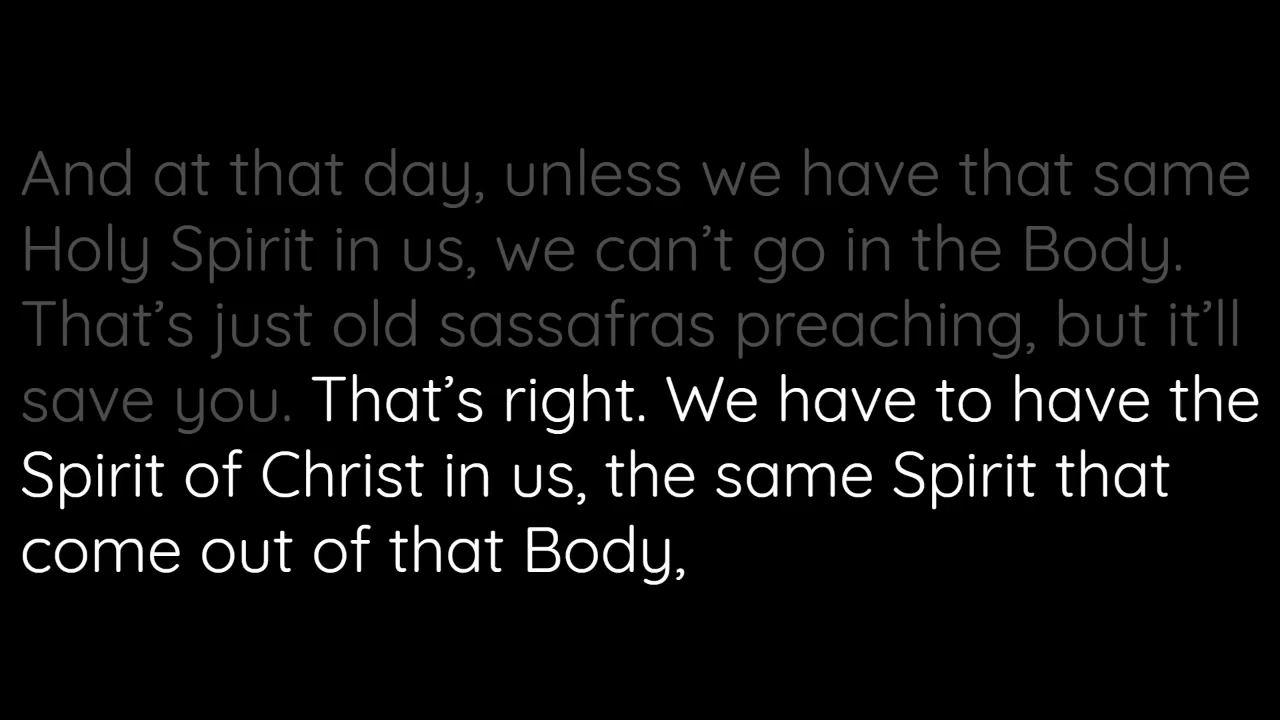 And at that day, unless we have that same
Holy Spirit in us, we can’t go in the Body.
That’s just old sassafras preaching, but it’ll
save you. That’s right. We have to have the
Spirit of Christ in us, the same Spirit that
come out of that Body,